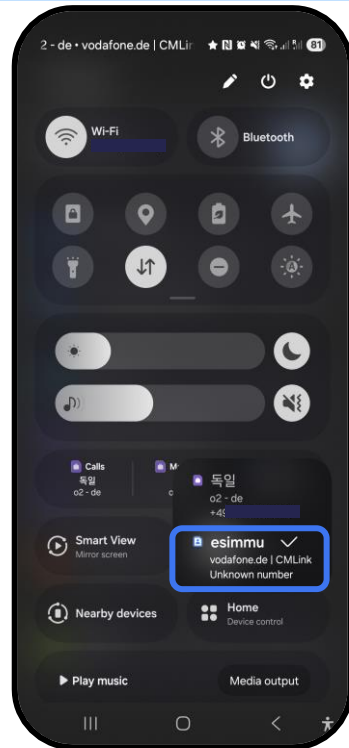 2 - de • vodafone.de | CMLir
81
Wi-Fi
Bluetooth
Calls
독일
o2 - de
M
o
독일
o2 - de
+49
esimmu
vodafone.de | CMLink
Unknown number
Smart View
Mirror screen
Nearby devices
Home
Device control
Play music
Media output